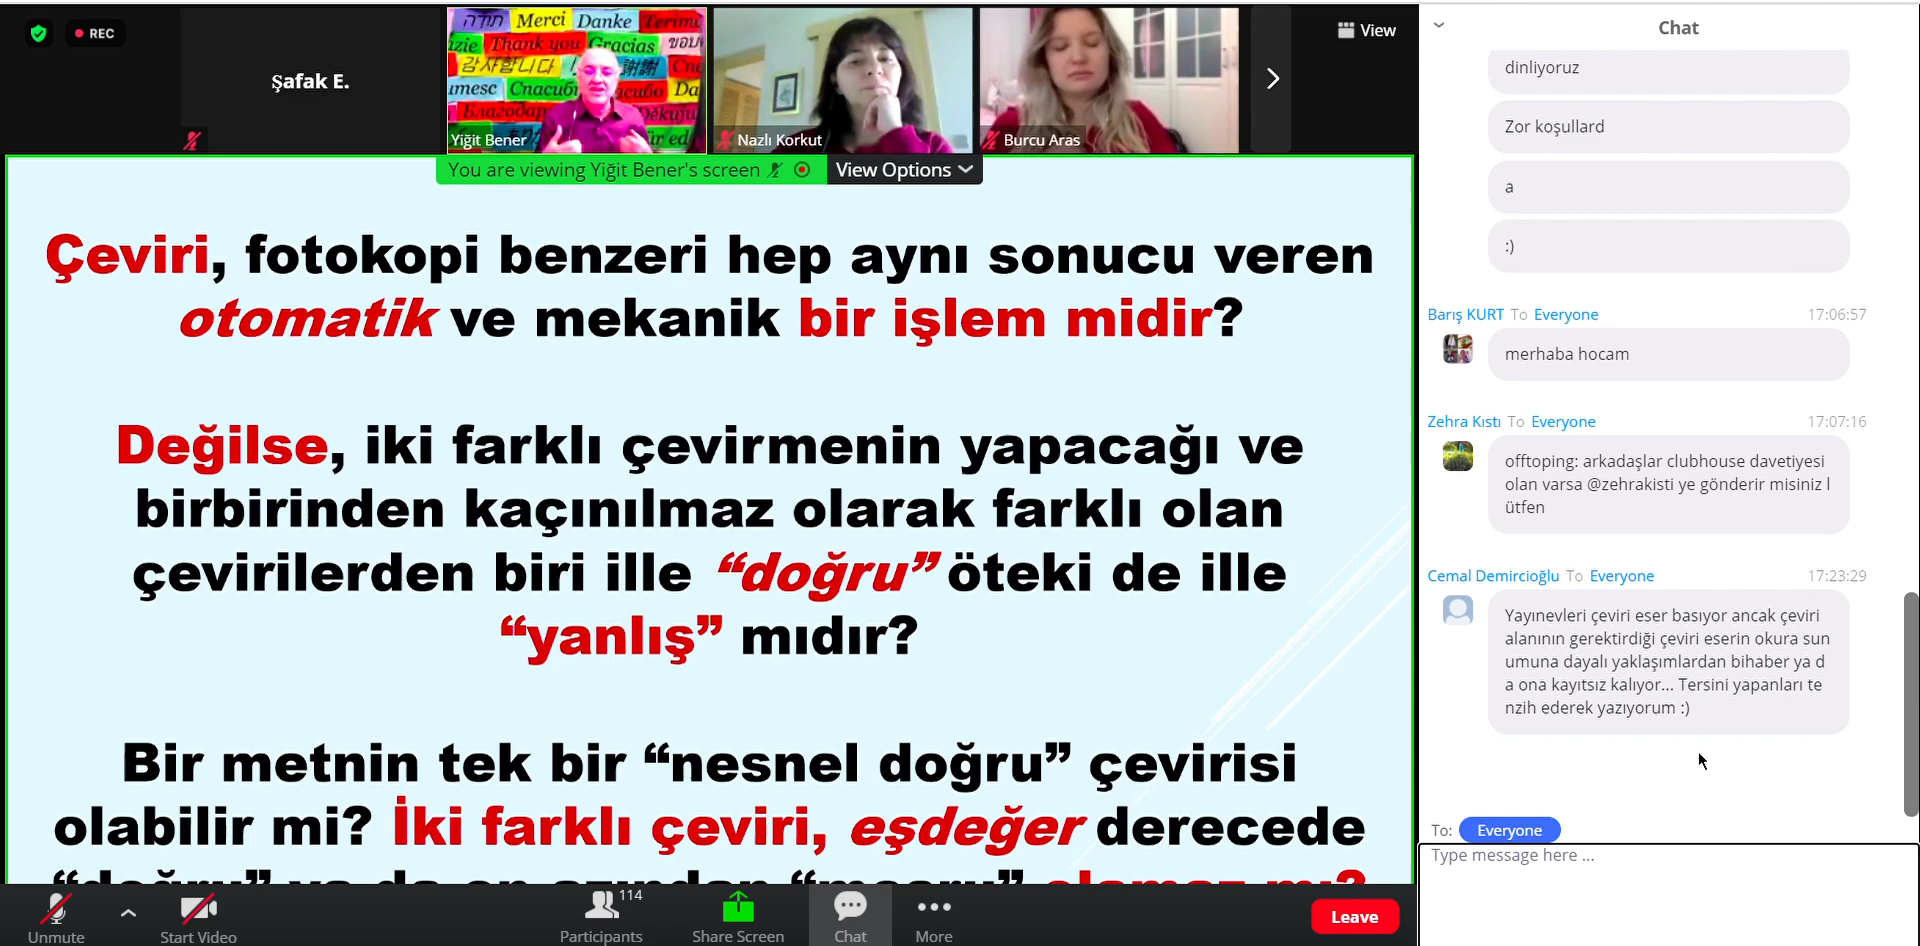 REC
Şafak E.
תודה Merci Danke
Thank you Gracias
감사합니다
Yiğit Bener
Nazlı Korkut
Burcu Aras
View
You are viewing Yiğit Bener's screen
View Options
Çeviri, fotokopi benzeri hep aynı sonucu veren
otomatik ve mekanik bir işlem midir?
Değilse, iki farklı çevirmenin yapacağı ve
birbirinden kaçınılmaz olarak farklı olan
çevirilerden biri ille “doğru” öteki de ille
“yanlış” mıdır?
Bir metnin tek bir “nesnel doğru” çevirisi
olabilir mi? İki farklı çeviri, eşdeğer derecede
Unmute
Start Video
114
Participants
Share Screen
Chat
More
Leave
Chat
dinliyoruz
Zor koşullard
a
:)
Barış KURT To Everyone 17:06:57
merhaba hocam
Zehra Kıstı To Everyone 17:07:16
offtoping: arkadaşlar clubhouse davetiyesi
olan varsa @zehrakisti ye gönderir misiniz l
ütfen
Cemal Demircioğlu To Everyone 17:23:29
Yayınevleri çeviri eser basıyor ancak çeviri
alanının gerektirdiği çeviri eserin okura sun
umuna dayalı yaklaşımlardan bihaber ya d
a ona kayıtsız kalıyor... Tersini yapanları te
nzih ederek yazıyorum :)
To: Everyone
Type message here ...